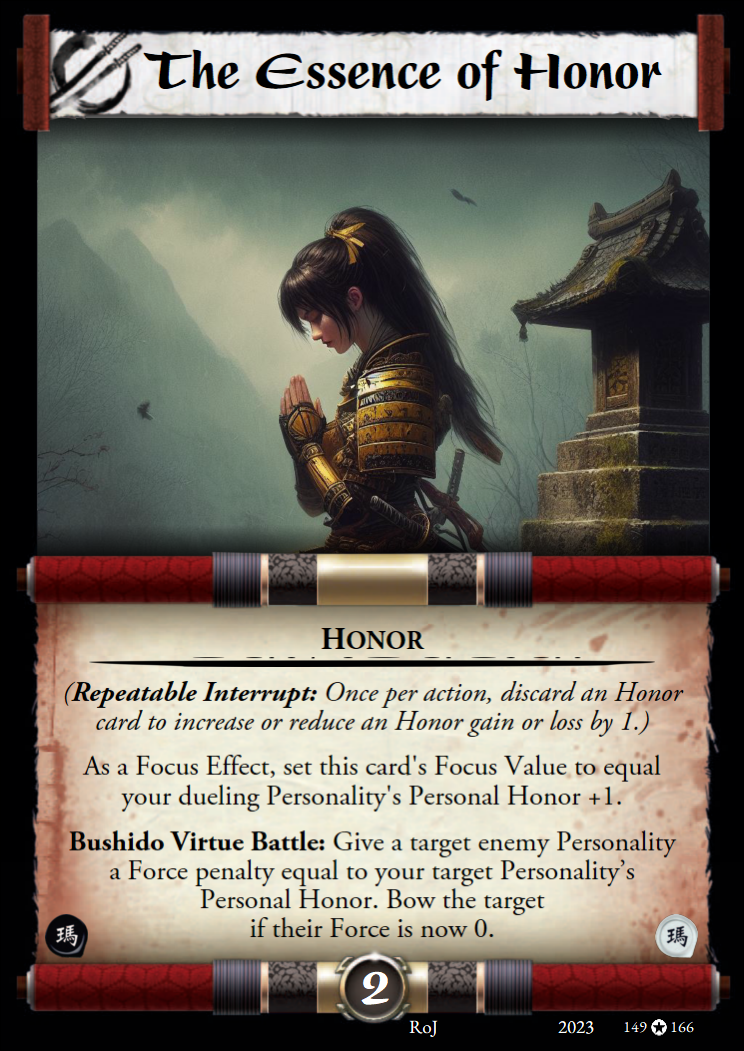 The Essence of Honor
Honor
(Repeatable Interrupt: Once per action, discard an Honor
card to increase or reduce an Honor gain or loss by 1.)
As a Focus Effect, set this card's Focus Value to equal
your dueling Personality's Personal Honor +1.
Bushido Virtue Battle: Give a target enemy Personality
a Force penalty equal to your target Personality’s
Personal Honor. Bow the target
if their Force is now 0.
瑪 瑪
2
RoJ 2023 149 166